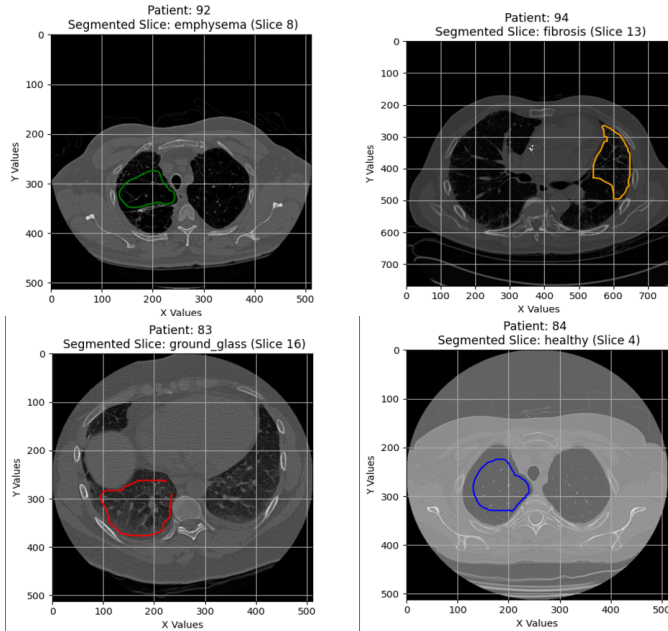 Patient: 92
Segmented Slice: emphysema (Slice 8)
0
100
200
300
400
500
Y Values
0 100 200 300 400 500
X Values
Patient: 94
Segmented Slice: fibrosis (Slice 13)
0
100
200
300
400
500
600
700
Y Values
0 100 200 300 400 500 600 700
X Values
Patient: 83
Segmented Slice: ground_glass (Slice 16)
0
100
200
300
400
500
Y Values
0 100 200 300 400 500
X Values
Patient: 84
Segmented Slice: healthy (Slice 4)
0
100
200
300
400
500
Y Values
0 100 200 300 400 500
X Values